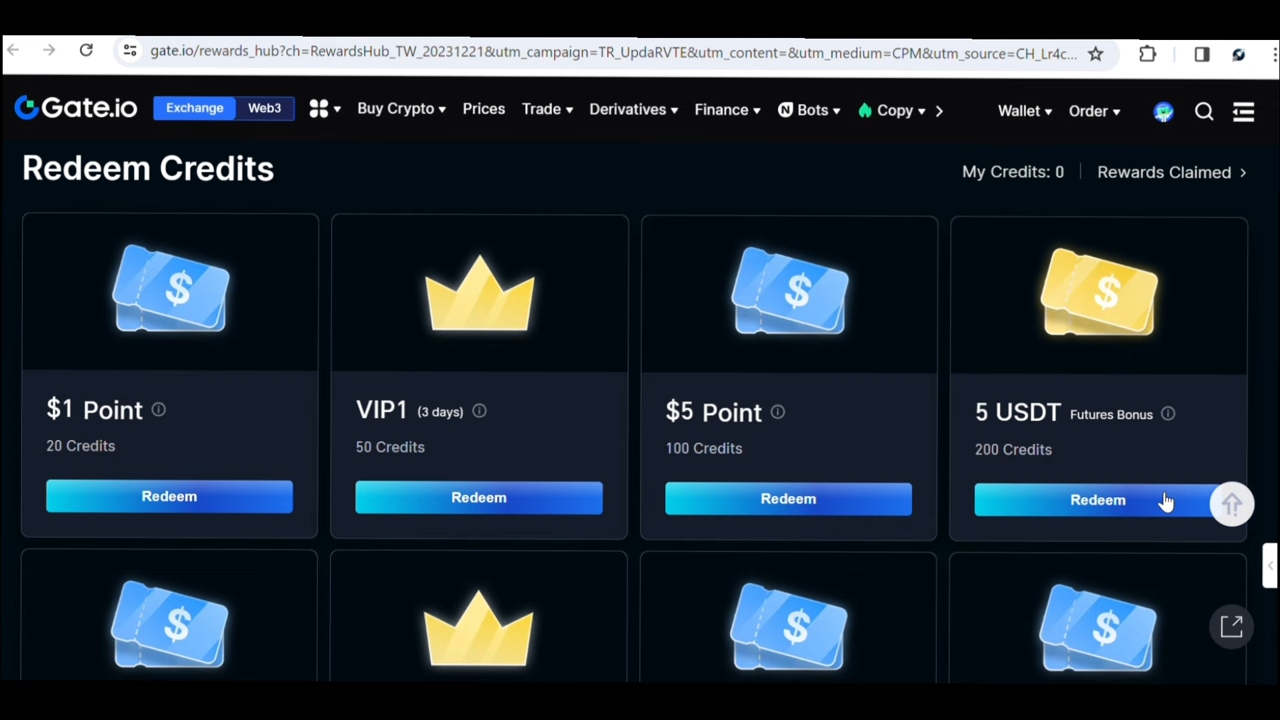 gate.io/rewards_hub?ch=RewardsHub_TW_20231221&utm_campaign=TR_UpdaRVTE&utm_content=&utm_medium=CPM&utm_source=CH_Lr4c...
Gate.io Exchange Web3 Buy Crypto Prices Trade Derivatives Finance Bots Copy Wallet Order
Redeem Credits My Credits: 0 Rewards Claimed
$ $
$1 Point VIP1 (3 days) $5 Point 5 USDT Futures Bonus
20 Credits 50 Credits 100 Credits 200 Credits
Redeem Redeem Redeem Redeem
$ $ $